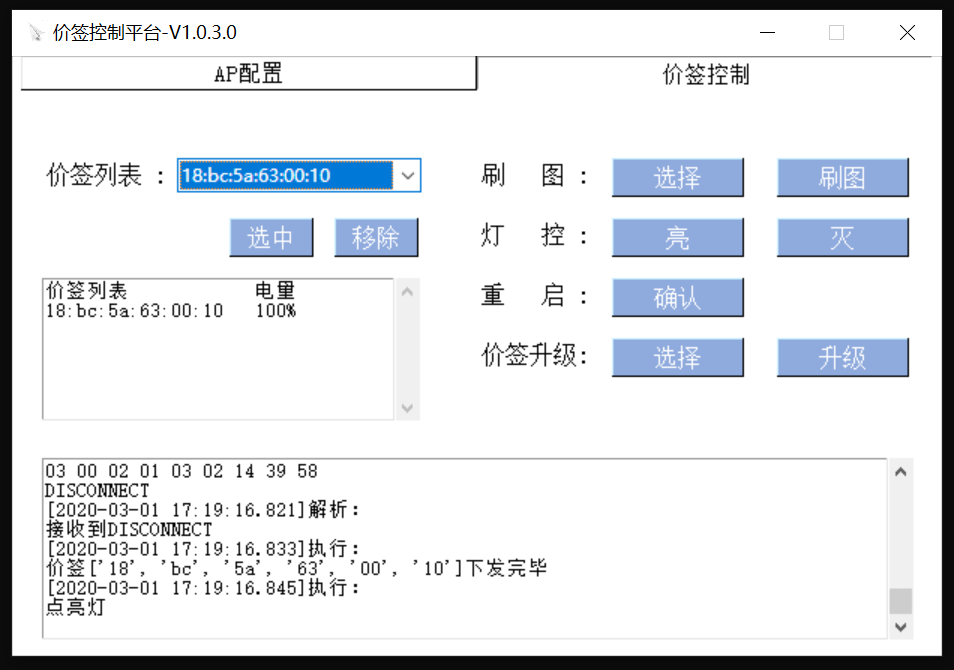 价签控制平台-V1.0.3.0
AP配置
价签控制
价签列表 : 18:bc:5a:63:00:10
选中 移除
价签列表 电量
18:bc:5a:63:00:10 100%
刷 图 : 选择 刷图
灯 控 : 亮 灭
重 启 : 确认
价签升级: 选择 升级
03 00 02 01 03 02 14 39 58
DISCONNECT
[2020-03-01 17:19:16.821]解析:
接收到DISCONNECT
[2020-03-01 17:19:16.833]执行:
价签['18', 'bc', '5a', '63', '00', '10']下发完毕
[2020-03-01 17:19:16.845]执行:
点亮灯